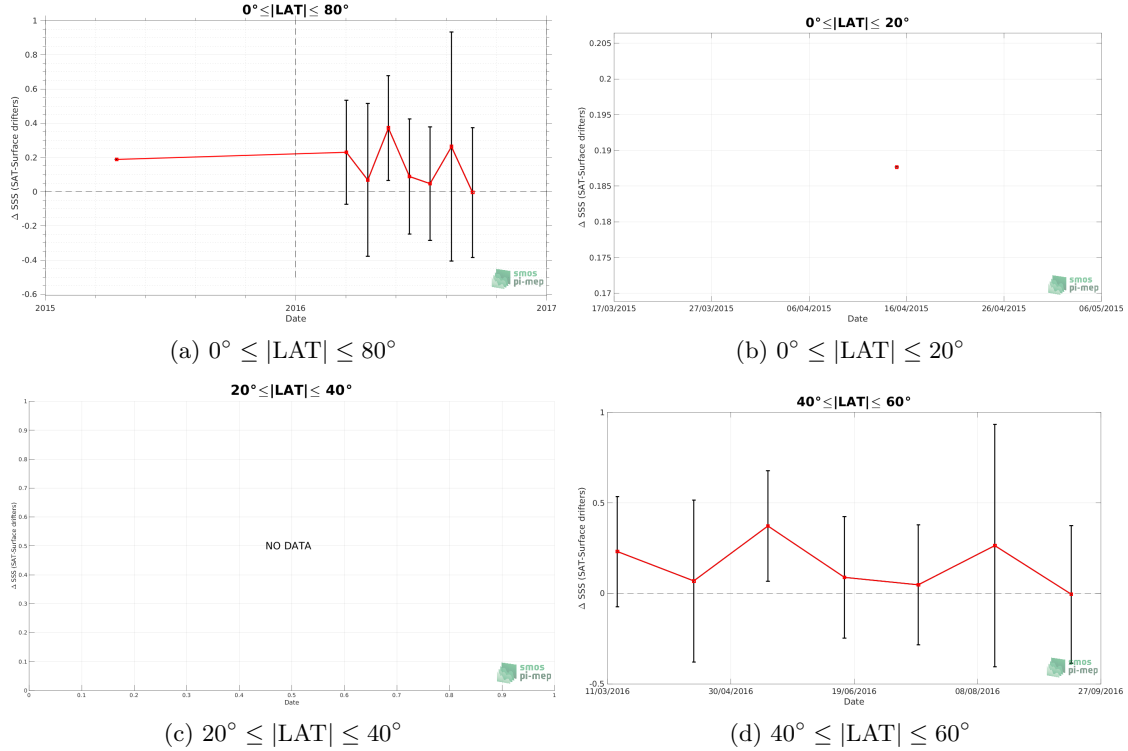 0°≤|LAT|≤ 80°
Δ SSS (SAT-Surface drifters)
1
0.8
0.6
0.4
0.2
0
-0.2
-0.4
-0.6
2015
2016
2017
Date
smos
pi-mep
(a) 0° ≤ |LAT| ≤ 80°
0°≤|LAT|≤ 20°
Δ SSS (SAT-Surface drifters)
0.205
0.2
0.195
0.19
0.185
0.18
0.175
0.17
17/03/2015
27/03/2015
06/04/2015
16/04/2015
26/04/2015
06/05/2015
Date
smos
pi-mep
(b) 0° ≤ |LAT| ≤ 20°
20°≤|LAT|≤ 40°
Δ SSS (SAT-Surface drifters)
1
0.9
0.8
0.7
0.6
0.5
0.4
0.3
0.2
0.1
0
NO DATA
0
0.1
0.2
0.3
0.4
0.5
0.6
0.7
0.8
0.9
1
Date
smos
pi-mep
(c) 20° ≤ |LAT| ≤ 40°
40°≤|LAT|≤ 60°
Δ SSS (SAT-Surface drifters)
1
0.5
0
-0.5
11/03/2016
30/04/2016
19/06/2016
08/08/2016
27/09/2016
Date
smos
pi-mep
(d) 40° ≤ |LAT| ≤ 60°